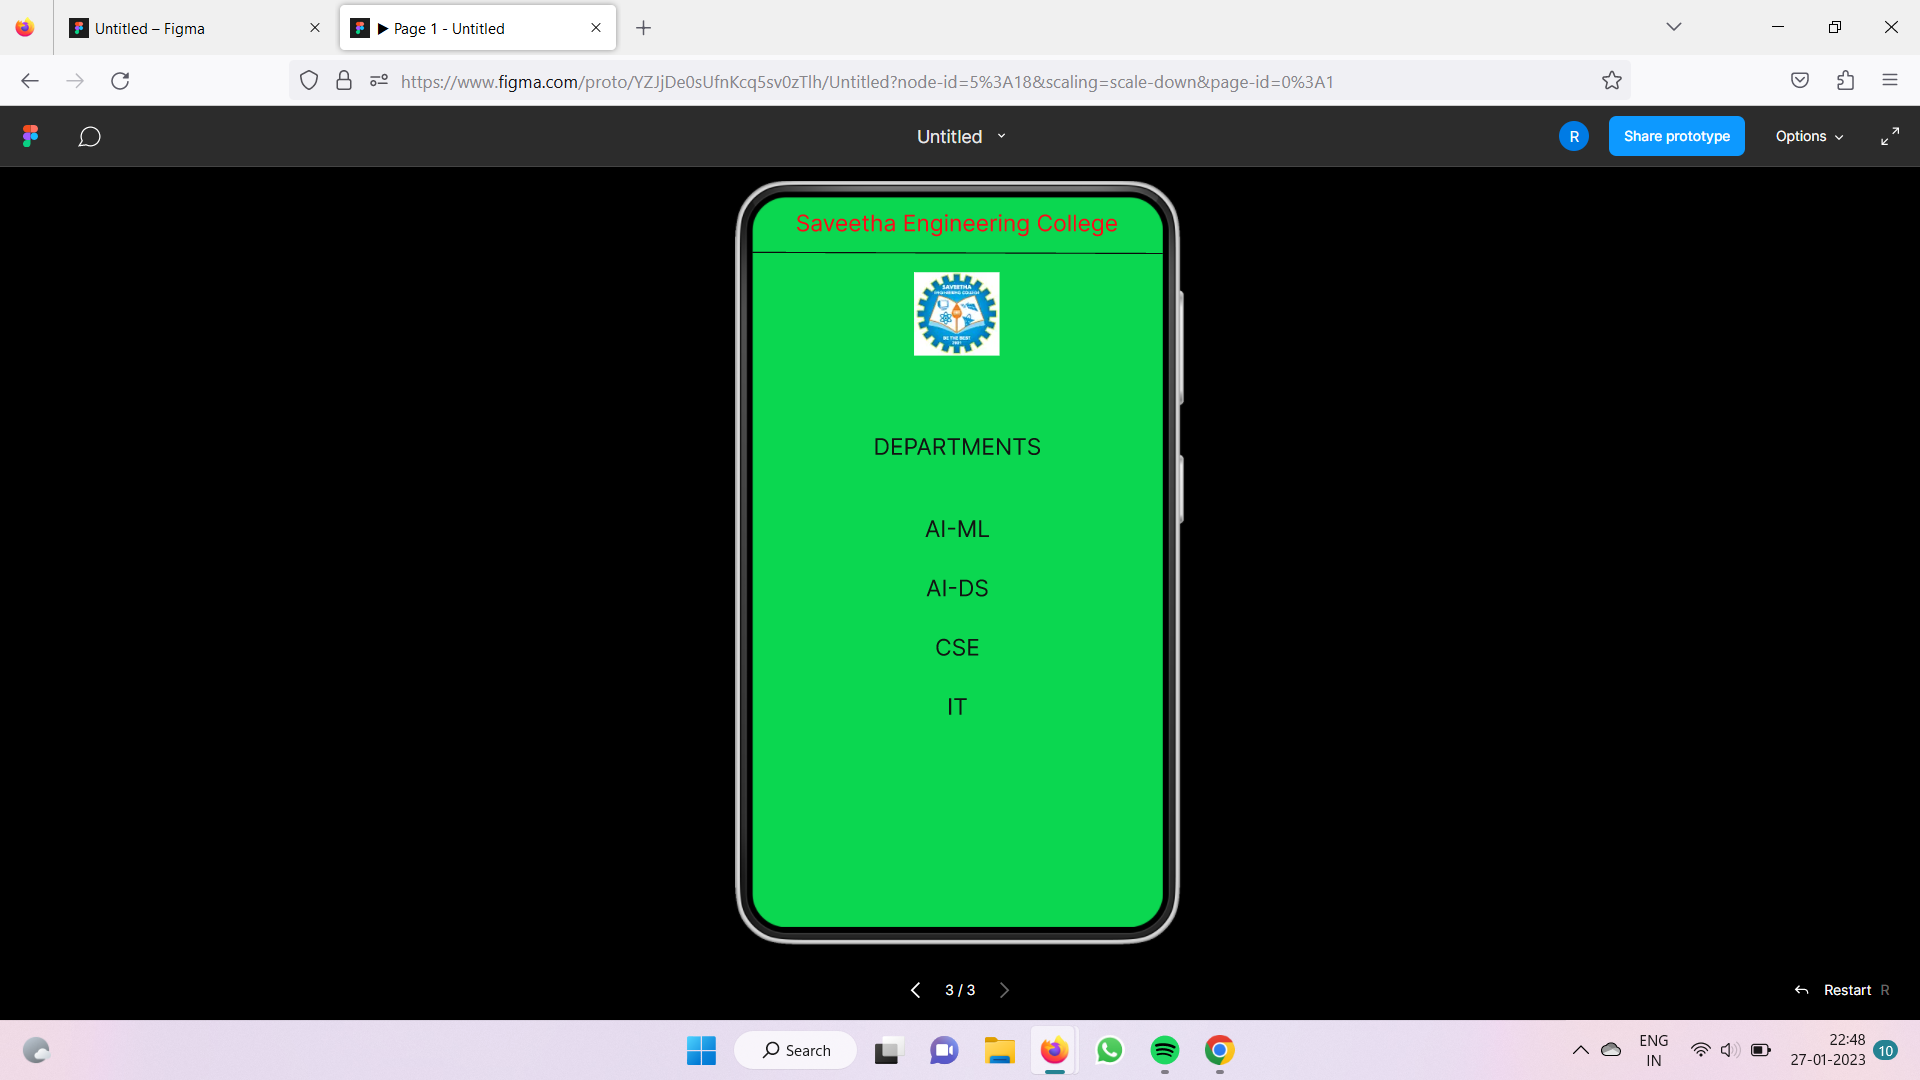 Untitled – Figma
▶ Page 1 - Untitled
https://www.figma.com/proto/YZJjDe0sUfnKcq5sv0zTlh/Untitled?node-id=5%3A18&scaling=scale-down&page-id=0%3A1
Untitled
R
Share prototype
Options
Saveetha Engineering College
SAVEETHA
ENGINEERING COLLEGE
BE THE BEST
2001
DEPARTMENTS
AI-ML
AI-DS
CSE
IT
3 / 3
Restart R
Search
ENG
IN
22:48
27-01-2023
10